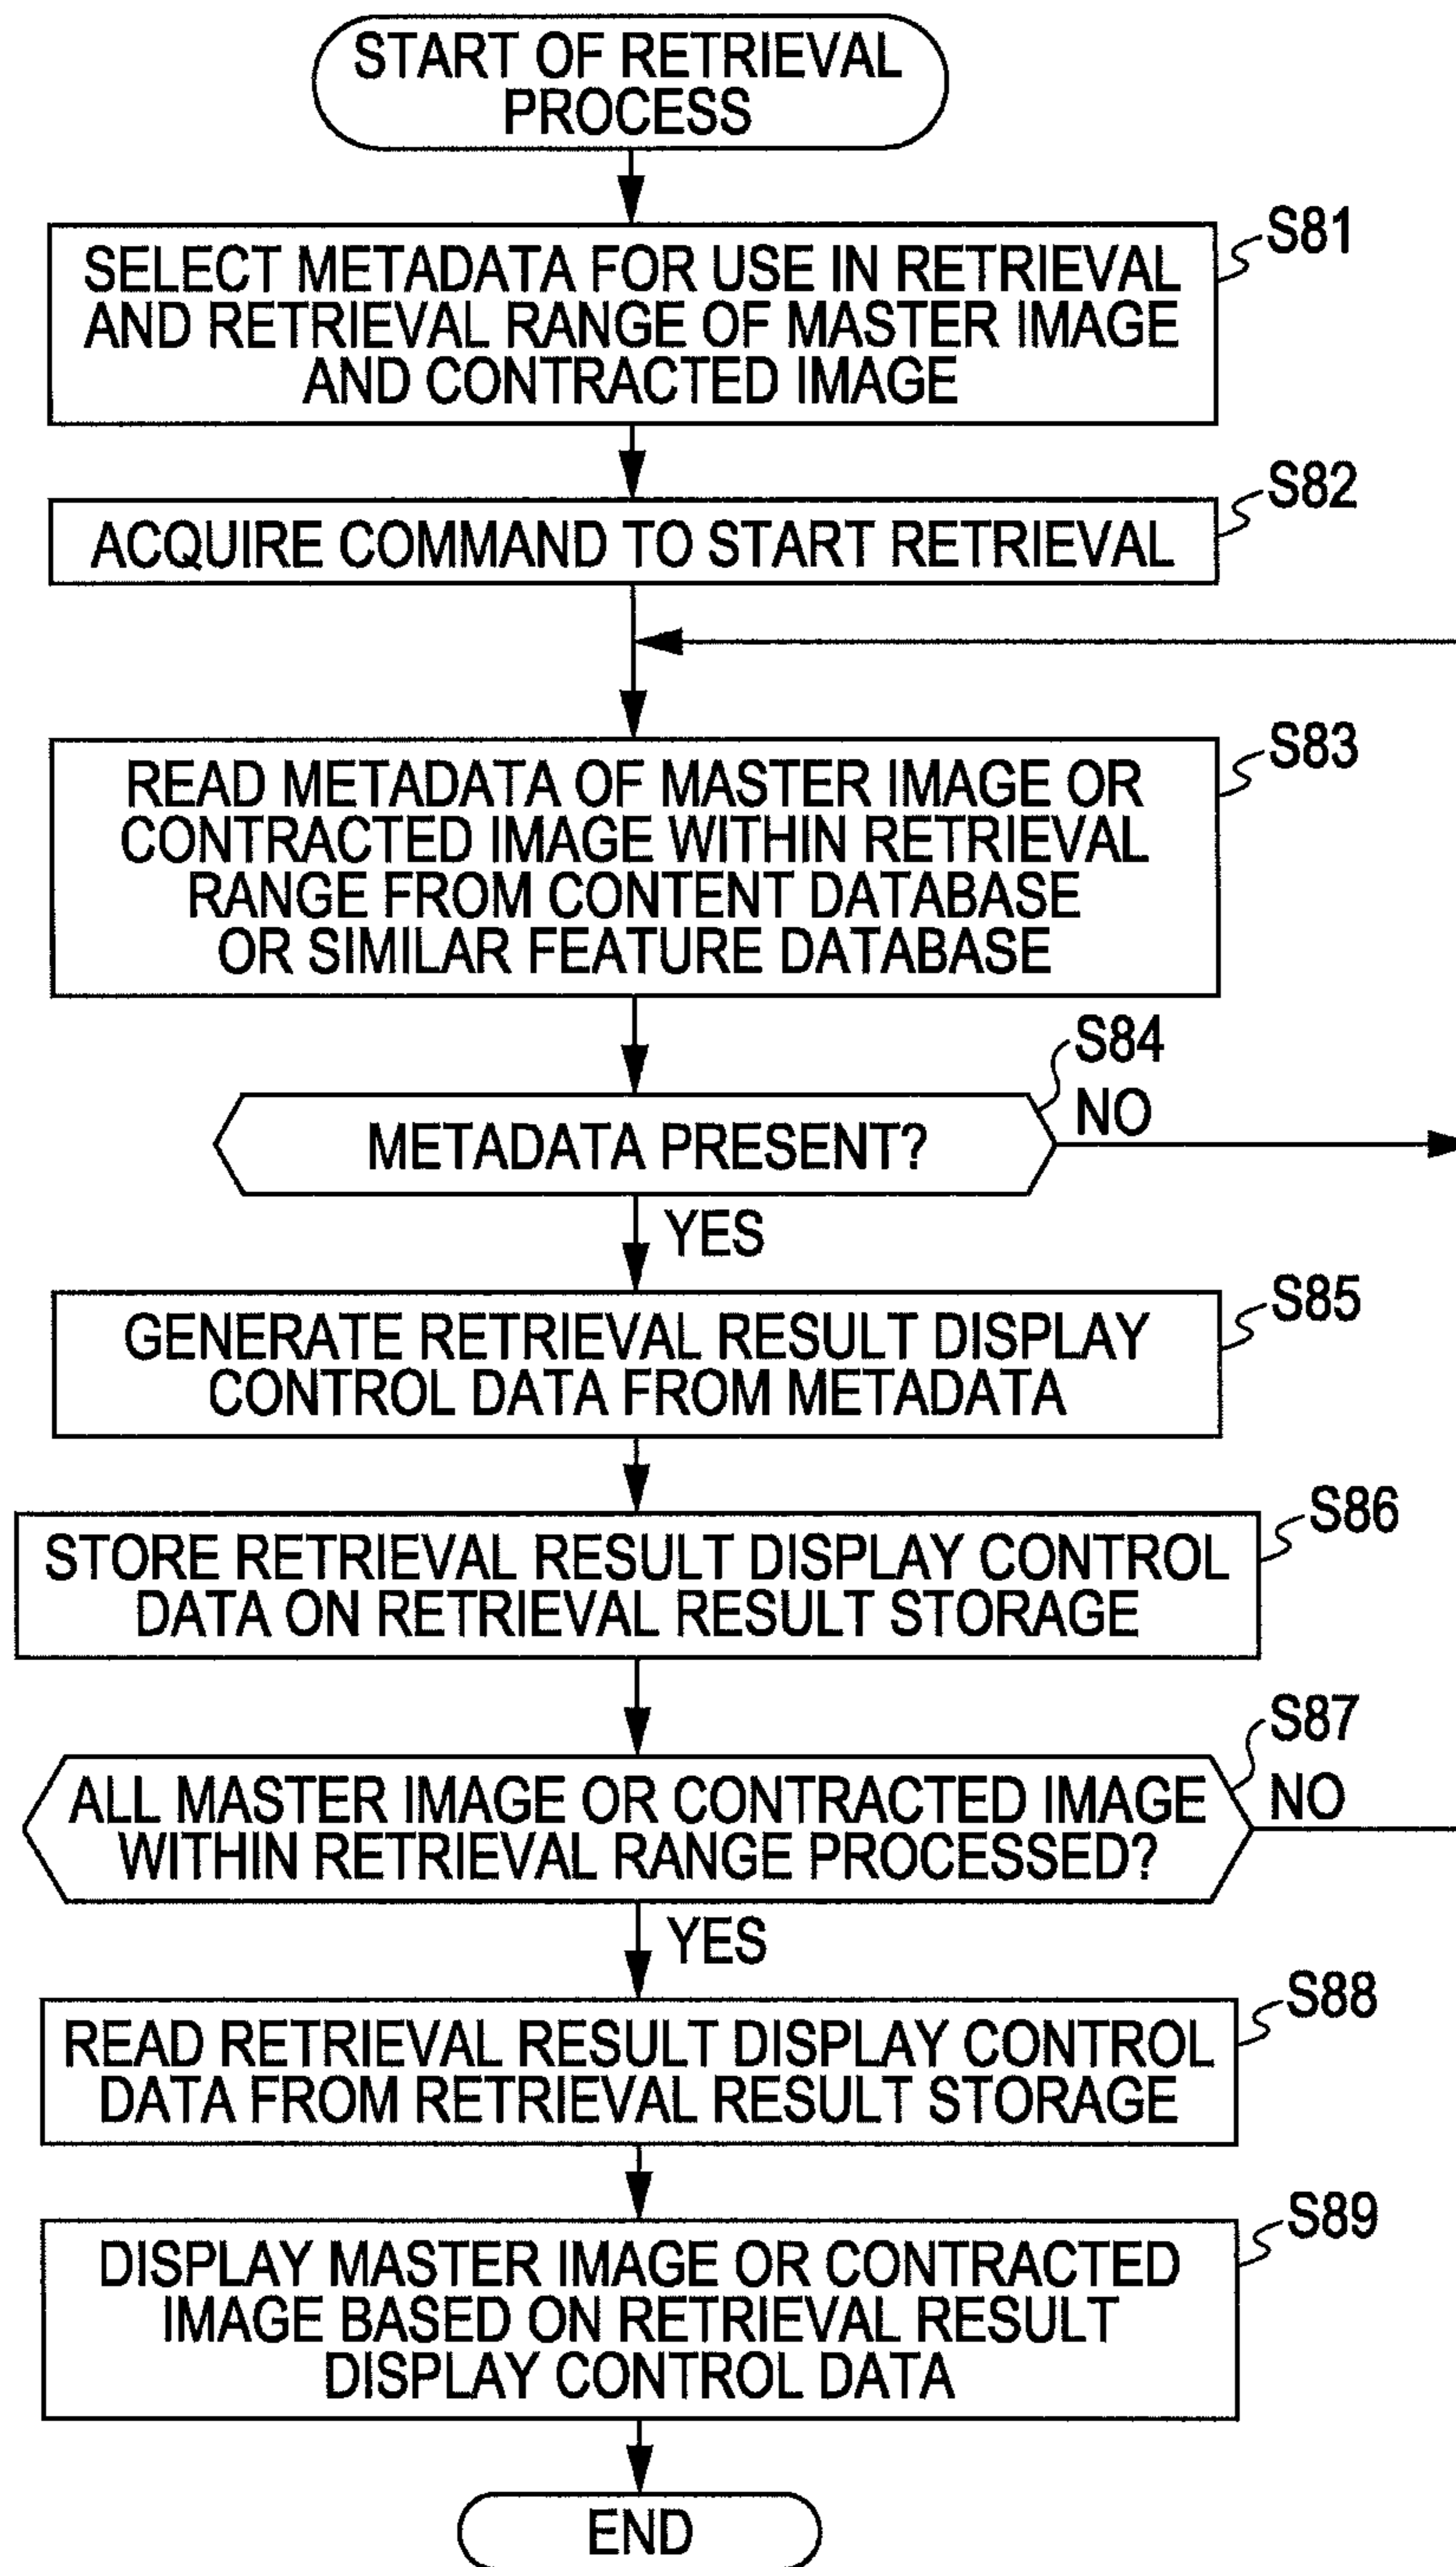 START OF RETRIEVAL
PROCESS
S81
SELECT METADATA FOR USE IN RETRIEVAL
AND RETRIEVAL RANGE OF MASTER IMAGE
AND CONTRACTED IMAGE
S82
ACQUIRE COMMAND TO START RETRIEVAL
S83
READ METADATA OF MASTER IMAGE OR
CONTRACTED IMAGE WITHIN RETRIEVAL
RANGE FROM CONTENT DATABASE
OR SIMILAR FEATURE DATABASE
S84
NO
METADATA PRESENT?
YES
S85
GENERATE RETRIEVAL RESULT DISPLAY
CONTROL DATA FROM METADATA
S86
STORE RETRIEVAL RESULT DISPLAY CONTROL
DATA ON RETRIEVAL RESULT STORAGE
S87
NO
ALL MASTER IMAGE OR CONTRACTED IMAGE
WITHIN RETRIEVAL RANGE PROCESSED?
YES
S88
READ RETRIEVAL RESULT DISPLAY CONTROL
DATA FROM RETRIEVAL RESULT STORAGE
S89
DISPLAY MASTER IMAGE OR CONTRACTED
IMAGE BASED ON RETRIEVAL RESULT
DISPLAY CONTROL DATA
END